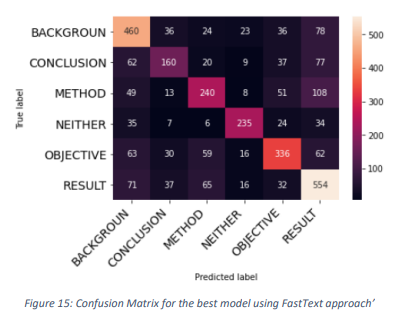 BACKGROUN 460 36 24 23 36 78
CONCLUSION 62 160 20 9 37 77
METHOD 49 13 240 8 51 108
NEITHER 35 7 6 235 24 34
OBJECTIVE 63 30 59 16 336 62
RESULT 71 37 65 16 32 554
True label
BACKGROUN CONCLUSION METHOD NEITHER OBJECTIVE RESULT
Predicted label
500
400
300
200
100
Figure 15: Confusion Matrix for the best model using FastText approach'